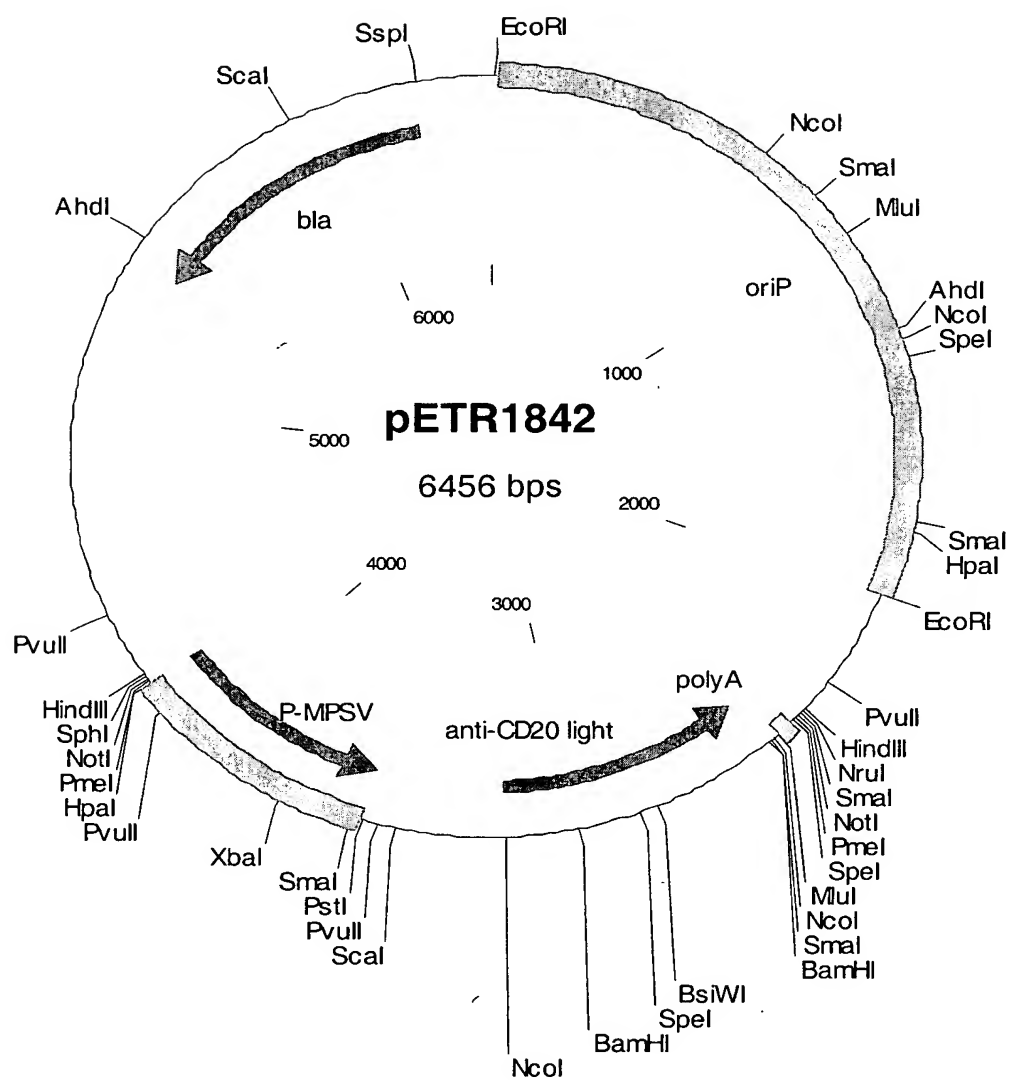 SspI
EcoRI
ScaI
NcoI
SmaI
MluI
AhdI
bla
oriP
AhdI
NcoI
SpeI
6000
1000
pETR1842
5000
6456 bps
2000
SmaI
HpaI
4000
3000
EcoRI
PvuII
polyA
HindIII
SphI
NotI
PmeI
HpaI
PvuII
P-MPSV
anti-CD20 light
PvuII
HindIII
NruI
SmaI
NotI
PmeI
SpeI
XbaI
SmaI
PstI
PvuII
ScaI
MluI
NcoI
SmaI
BamHI
BsiWI
SpeI
BamHI
NcoI